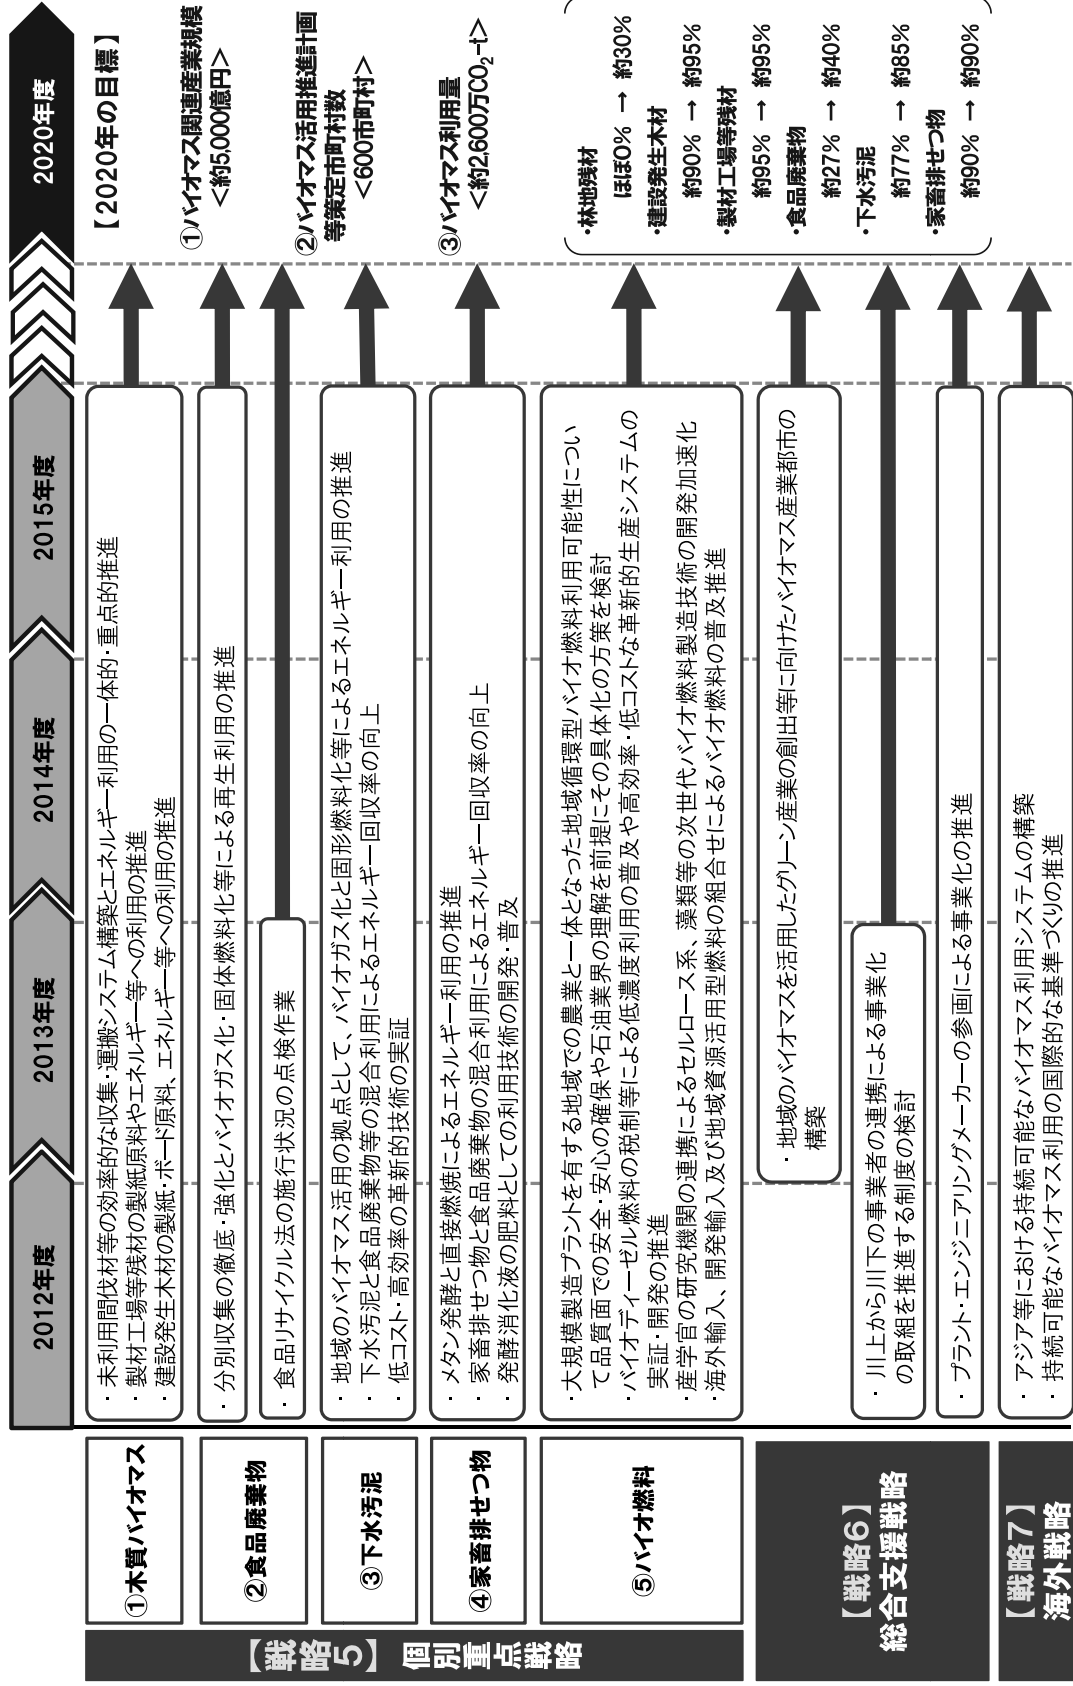 2012年度
2013年度
2014年度
2015年度
2020年度
【戦略5】 個別重点戦略
①木質バイオマス
・未利用間伐材等の効率的な収集・運搬システム構築とエネルギー利用の一体的・重点的推進
・製材工場等残材の製紙原料やエネルギー等への利用の推進
・建設発生木材の製紙・ボード原料、エネルギー等への利用の推進
②食品廃棄物
・分別収集の徹底・強化とバイオガス化・固体燃料化等による再生利用の推進
・食品リサイクル法の施行状況の点検作業
③下水汚泥
・地域のバイオマス活用の拠点として、バイオガス化と固形燃料化等によるエネルギー利用の推進
・下水汚泥と食品廃棄物等の混合利用によるエネルギー回収率の向上
・低コスト・高効率の革新的技術の実証
④家畜排せつ物
・メタン発酵と直接燃焼によるエネルギー利用の推進
・家畜排せつ物と食品廃棄物の混合利用によるエネルギー回収率の向上
・発酵消化液の肥料としての利用技術の開発・普及
⑤バイオ燃料
・大規模製造プラントを有する地域での農業と一体となった地域循環型バイオ燃料利用可能性につい
て品質面での安全・安心の確保や石油業界の理解を前提にその具体化の方策を検討
・バイオディーゼル燃料の税制等による低濃度利用の普及や高効率・低コストな革新的生産システムの
実証・開発の推進
・産学官の研究機関の連携によるセルロース系、藻類等の次世代バイオ燃料製造技術の開発加速化
・海外輸入、開発輸入及び地域資源活用型燃料の組合せによるバイオ燃料の普及推進
【戦略6】
総合支援戦略
・地域のバイオマスを活用したグリーン産業の創出等に向けたバイオマス産業都市の
構築
・川上から川下の事業者の連携による事業化
の取組を推進する制度の検討
・プラント・エンジニアリングメーカーの参画による事業化の推進
【戦略7】
海外戦略
・アジア等における持続可能なバイオマス利用システムの構築
・持続可能なバイオマス利用の国際的な基準づくりの推進
【2020年の目標】
①バイオマス関連産業規模
<約5,000億円>
②バイオマス活用推進計画
等策定市町村数
<600市町村>
③バイオマス利用量
<約2,600万CO2-t>
・林地残材
ほぼ0% → 約30%
・建設発生木材
約90% → 約95%
・製材工場等残材
約95% → 約95%
・食品廃棄物
約27% → 約40%
・下水汚泥
約77% → 約85%
・家畜排せつ物
約90% → 約90%